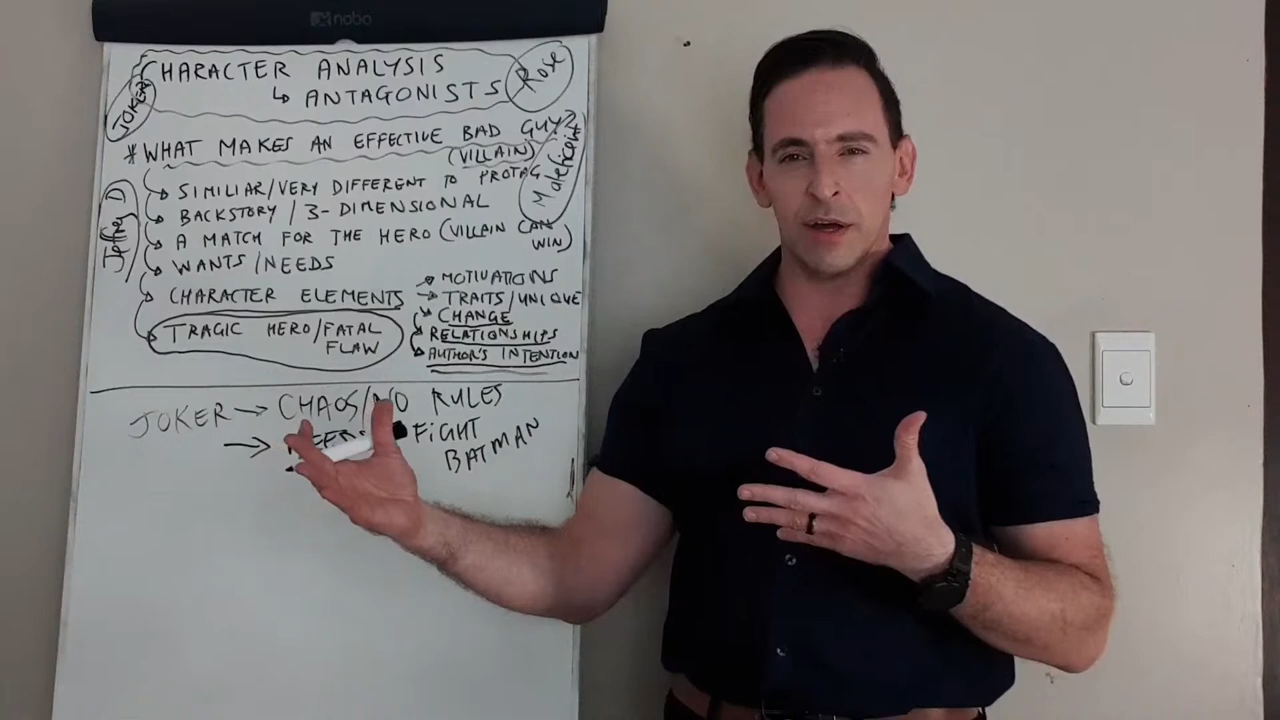 nobo
CHARACTER ANALYSIS
ANTAGONISTS
JOKER
Rose
* WHAT MAKES AN EFFECTIVE BAD GUY
(VILLAIN)
SIMILIAR/VERY DIFFERENT TO PROTAG
BACKSTORY / 3-DIMENSIONAL
A MATCH FOR THE HERO (VILLAIN CAN
WIN)
WANTS/NEEDS
CHARACTER ELEMENTS
MOTIVATIONS
TRAITS/UNIQUE
CHANGE
RELATIONSHIPS
AUTHOR'S INTENTION
TRAGIC HERO/FATAL
FLAW
JOKER → CHAOS/NO RULES
→ FIGHT
BATMAN